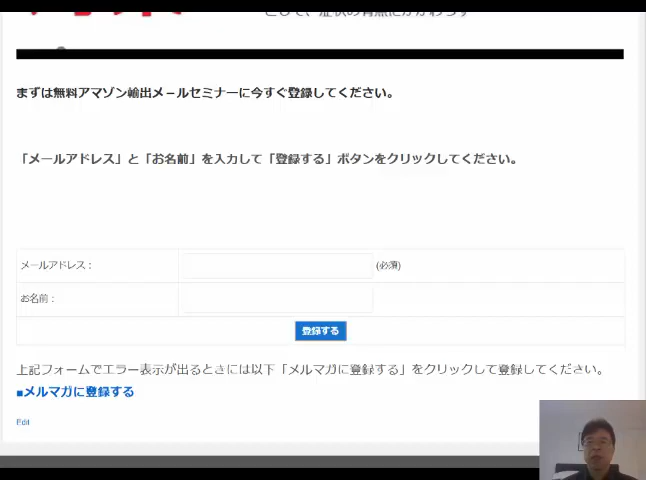 まずは無料アマゾン輸出メールセミナーに今すぐ登録してください。
「メールアドレス」と「お名前」を入力して「登録する」ボタンをクリックしてください。
メールアドレス： (必須)
お名前：
登録する
上記フォームでエラー表示が出るときには以下「メルマガに登録する」をクリックして登録してください。
■メルマガに登録する
Edit